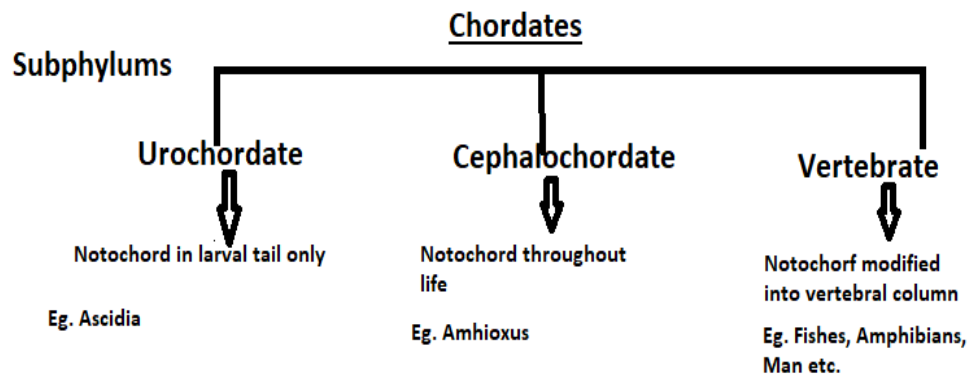 Chordates
Subphylums
Urochordate
Cephalochordate
Vertebrate
Notochord in larval tail only
Eg. Ascidia
Notochord throughout
life
Eg. Amhioxus
Notochorf modified
into vertebral column
Eg. Fishes, Amphibians,
Man etc.